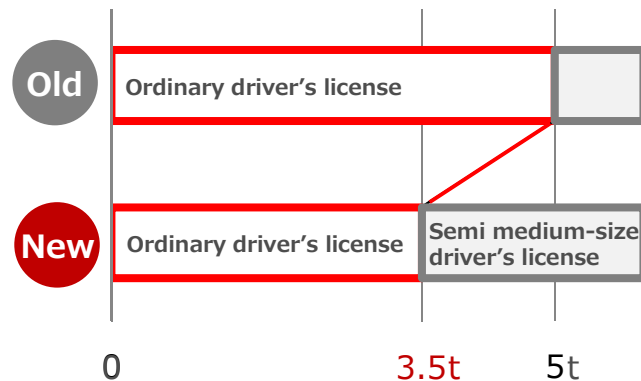 Old
Ordinary driver’s license
New
Ordinary driver’s license
Semi medium-size
driver’s license
0
3.5t
5t